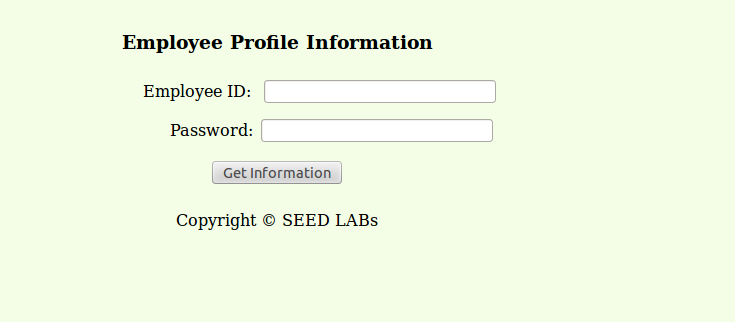 Employee Profile Information
Employee ID:
Password:
Get Information
Copyright © SEED LABs